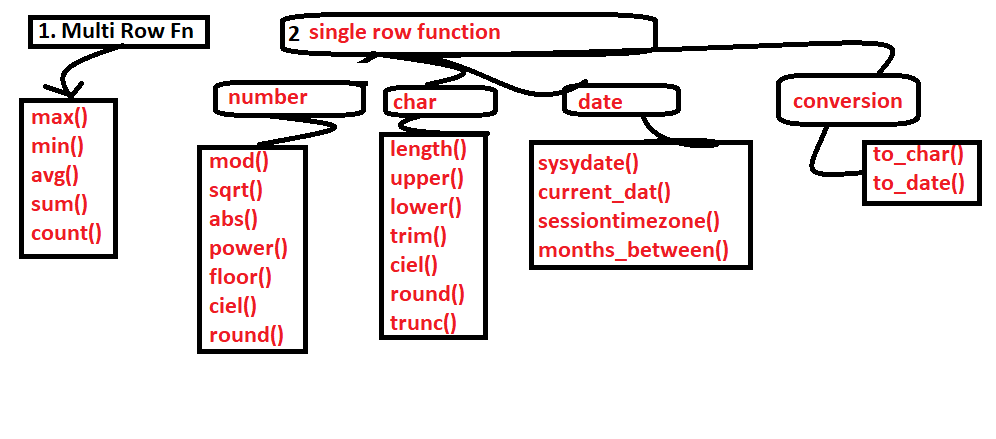 1. Multi Row Fn
2 single row function
number
char
date
conversion
max()
min()
avg()
sum()
count()
mod()
sqrt()
abs()
power()
floor()
ciel()
round()
length()
upper()
lower()
trim()
ciel()
round()
trunc()
sysydate()
current_dat()
sessiontimezone()
months_between()
to_char()
to_date()